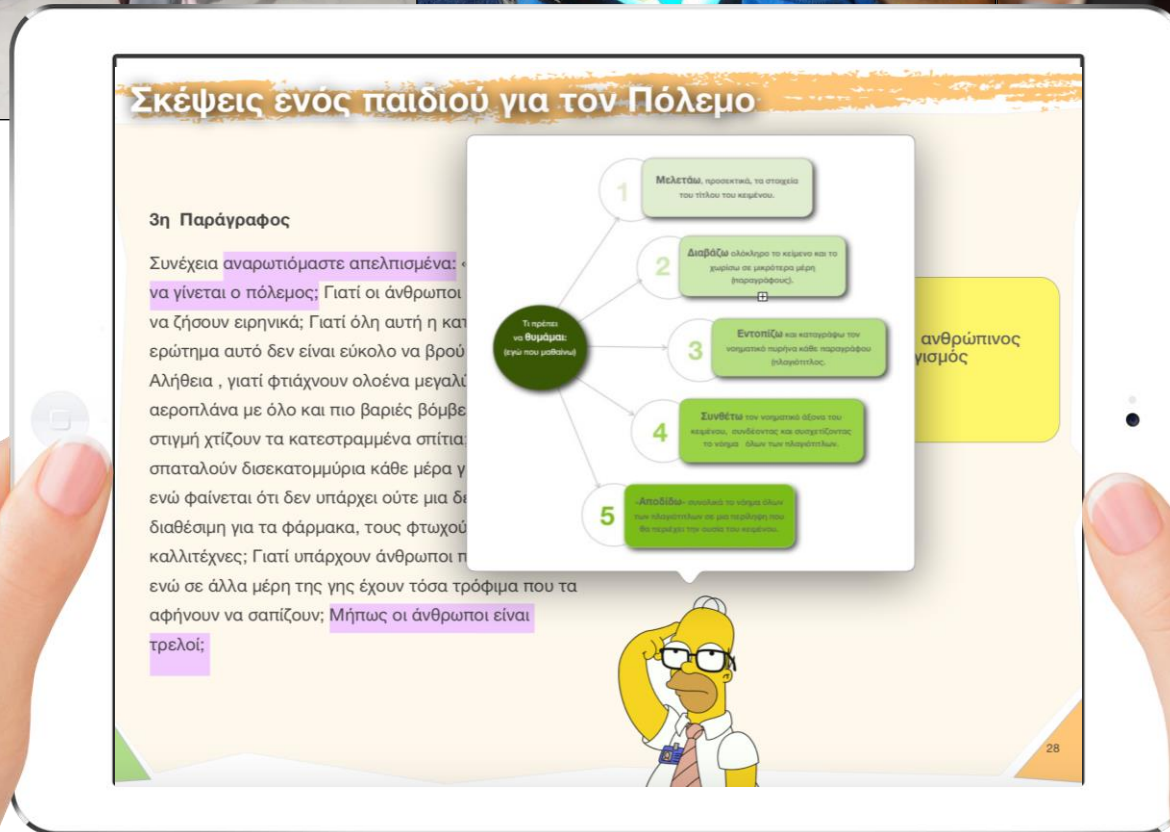 Σκέψεις ενός παιδιού για τον Πόλεμο
3η Παράγραφος
Συνέχεια αναρωτιόμαστε απελπισμένα: «
να γίνεται ο πόλεμος; Γιατί οι άνθρωποι
να ζήσουν ειρηνικά; Γιατί όλη αυτή η κατ
ερώτημα αυτό δεν είναι εύκολο να βρού
Αλήθεια , γιατί φτιάχνουν ολοένα μεγαλύ
αεροπλάνα με όλο και πιο βαριές βόμβε
στιγμή χτίζουν τα κατεστραμμένα σπίτια
σπαταλούν δισεκατομμύρια κάθε μέρα γ
ενώ φαίνεται ότι δεν υπάρχει ούτε μια δε
διαθέσιμη για τα φάρμακα, τους φτωχού
καλλιτέχνες; Γιατί υπάρχουν άνθρωποι π
ενώ σε άλλα μέρη της γης έχουν τόσα τρόφιμα που τα
αφήνουν να σαπίζουν; Μήπως οι άνθρωποι είναι
τρελοί;
Τι πρέπει
να θυμάμαι:
(εγώ που μαθαίνω)
1
Μελετάω, προσεκτικά, τα στοιχεία
του τίτλου του κειμένου.
2
Διαβάζω ολόκληρο το κείμενο και το
χωρίσω σε μικρότερα μέρη
(παραγράφους).
3
Εντοπίζω και καταγράφω τον
νοηματικό πυρήνα κάθε παραγράφου
(πλαγιότιτλος.
4
Συνθέτω τον νοηματικό άξονα του
κειμένου, συνδέοντας και συσχετίζοντας
το νόημα όλων των πλαγιότιτλων.
5
-Αποδίδω- συνολικά το νόημα όλων
των πλαγιότιτλων σε μια περίληψη που
θα περιέχει την ουσία του κειμένου.
ανθρώπινος
γισμός
28